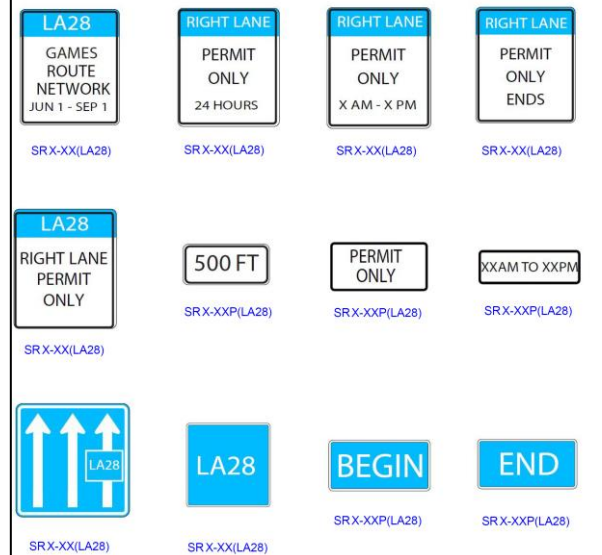 LA28
GAMES
ROUTE
NETWORK
JUN 1 - SEP 1
SR X-XX(LA28)
RIGHT LANE
PERMIT
ONLY
24 HOURS
SR X-XX(LA28)
RIGHT LANE
PERMIT
ONLY
X AM - X PM
SR X-XX(LA28)
RIGHT LANE
PERMIT
ONLY
ENDS
SR X-XX(LA28)
LA28
RIGHT LANE
PERMIT
ONLY
SR X-XX(LA28)
500 FT
SR X-XXP(LA28)
PERMIT
ONLY
SR X-XXP(LA28)
XXAM TO XXPM
SR X-XXP(LA28)
LA28
SR X-XX(LA28)
LA28
SR X-XX(LA28)
BEGIN
SR X-XXP(LA28)
END
SR X-XXP(LA28)